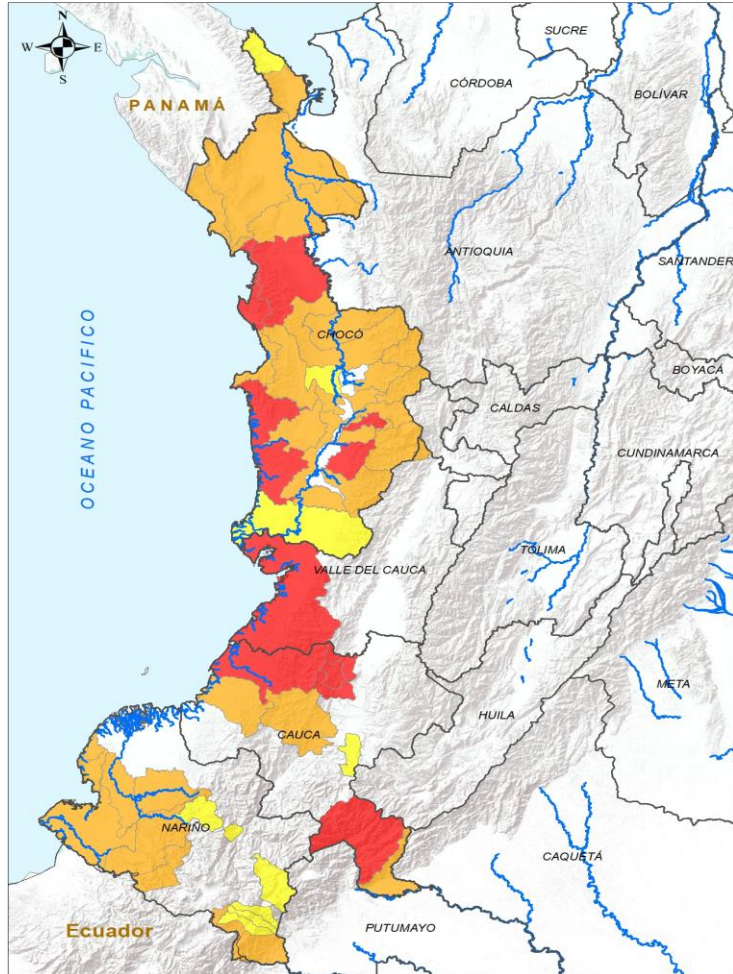 N
W E
S
SUCRE
CÓRDOBA
BOLÍVAR
PANAMÁ
ANTIOQUIA
SANTANDER
OCEANO PACIFICO
CHOCÓ
BOYACÁ
CALDAS
CUNDINAMARCA
TOLIMA
VALLE DEL CAUCA
META
HUILA
CAUCA
NARIÑO
CAQUETÁ
Ecuador
PUTUMAYO